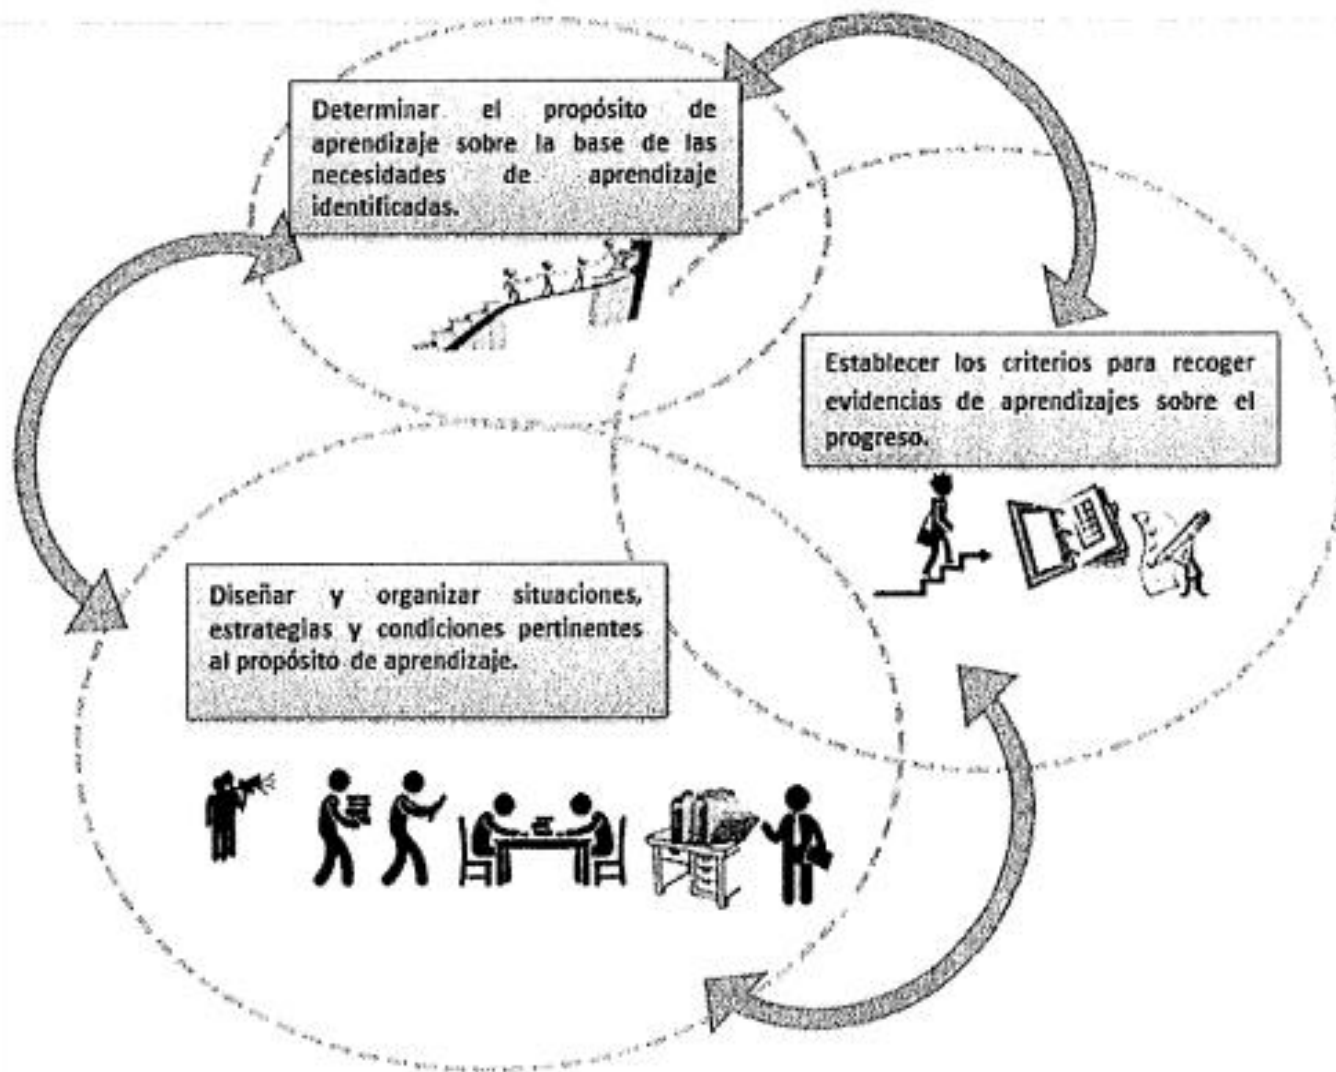 Determinar el propósito de
aprendizaje sobre la base de las
necesidades de aprendizaje
identificadas.
Establecer los criterios para recoger
evidencias de aprendizajes sobre el
progreso.
Diseñar y organizar situaciones,
estrategias y condiciones pertinentes
al propósito de aprendizaje.